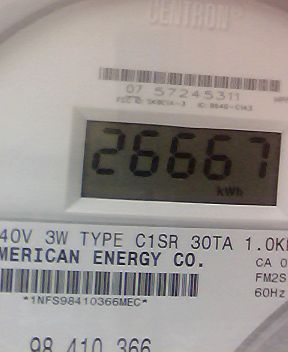 CENTRON
07 57245311
26667
kWh
40V 3W TYPE C1SR 30TA 1.0K
MERICAN ENERGY CO.
CA 0
FM2S
60Hz
*1NFS98410366MEC*
98 410 366